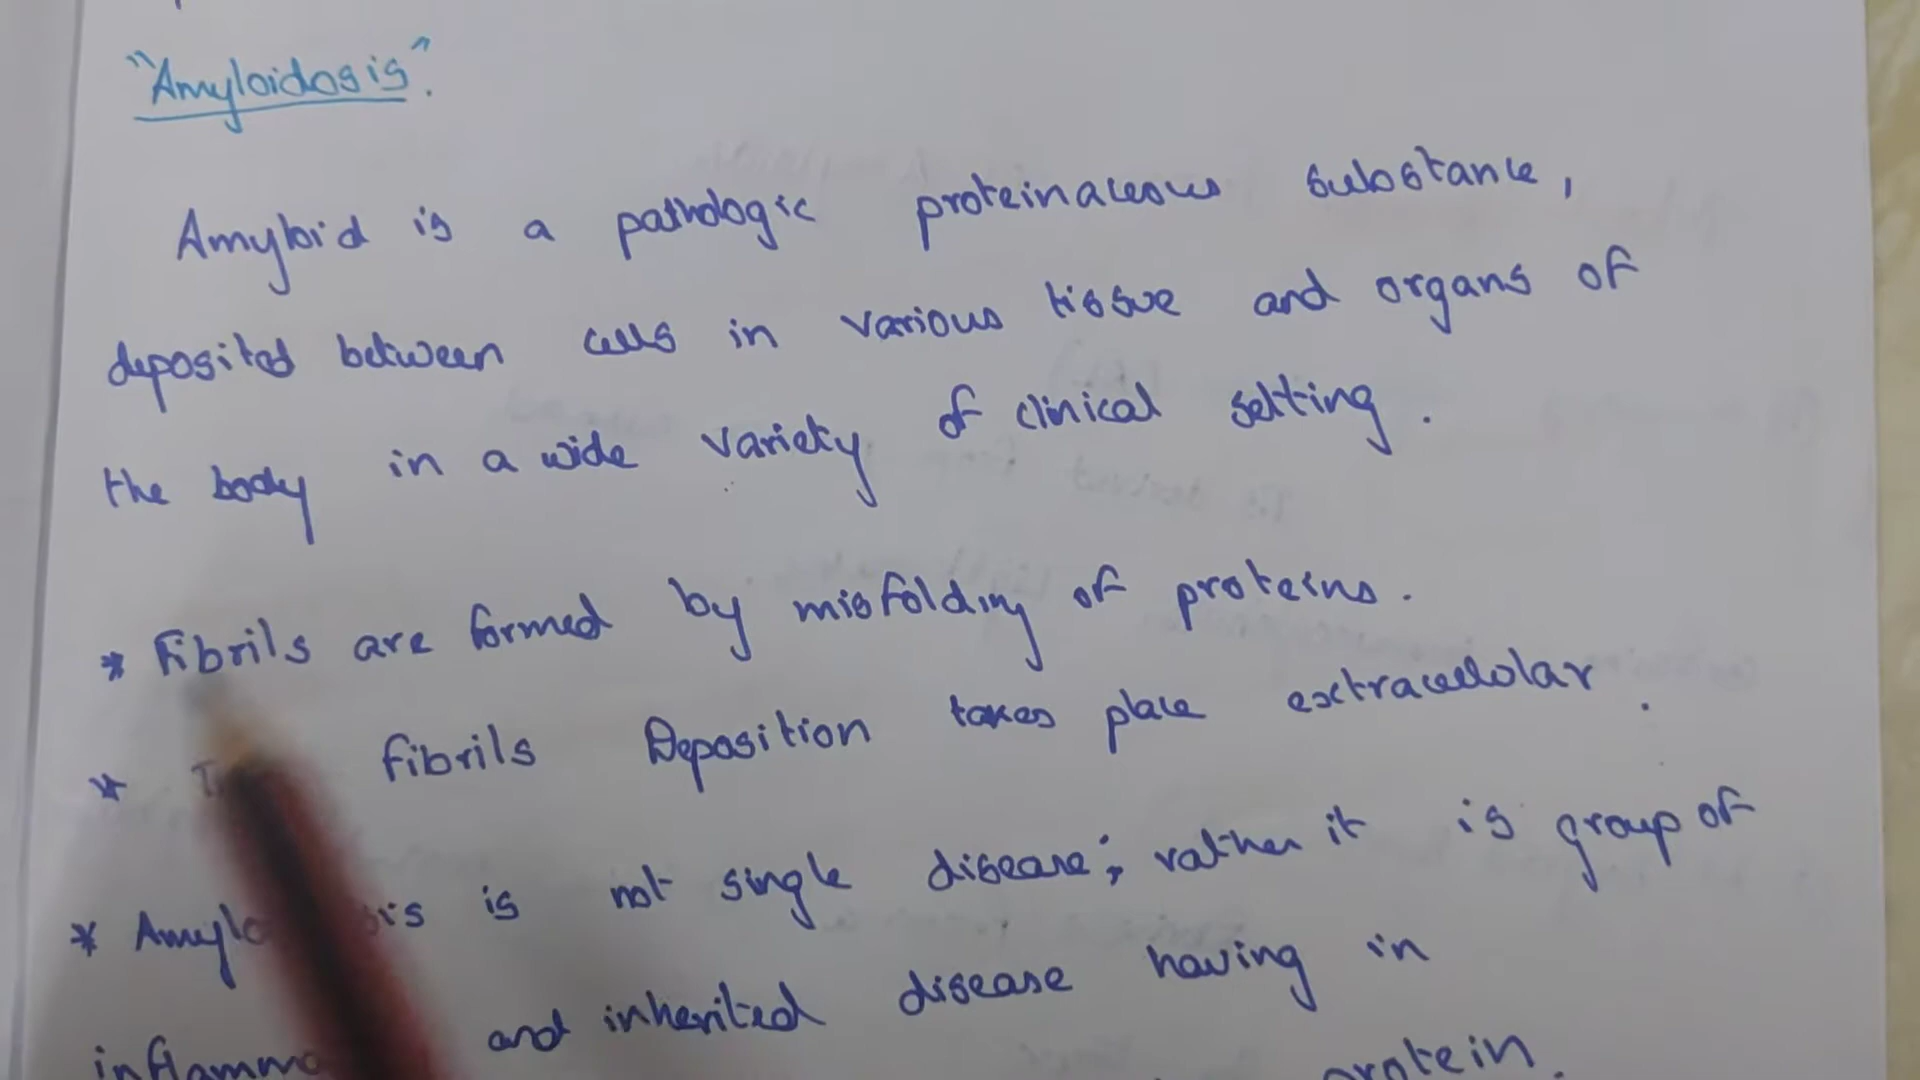 "Amyloidosis".
Amyloid is a pathologic proteinaceous substance,
deposited between cells in various tissue and organs of
the body in a wide variety of clinical setting.
* Fibrils are formed by misfolding of proteins.
* fibrils Deposition takes place extracellolar.
* is not single disease; rather it is group of
and inherited disease having in
protein.